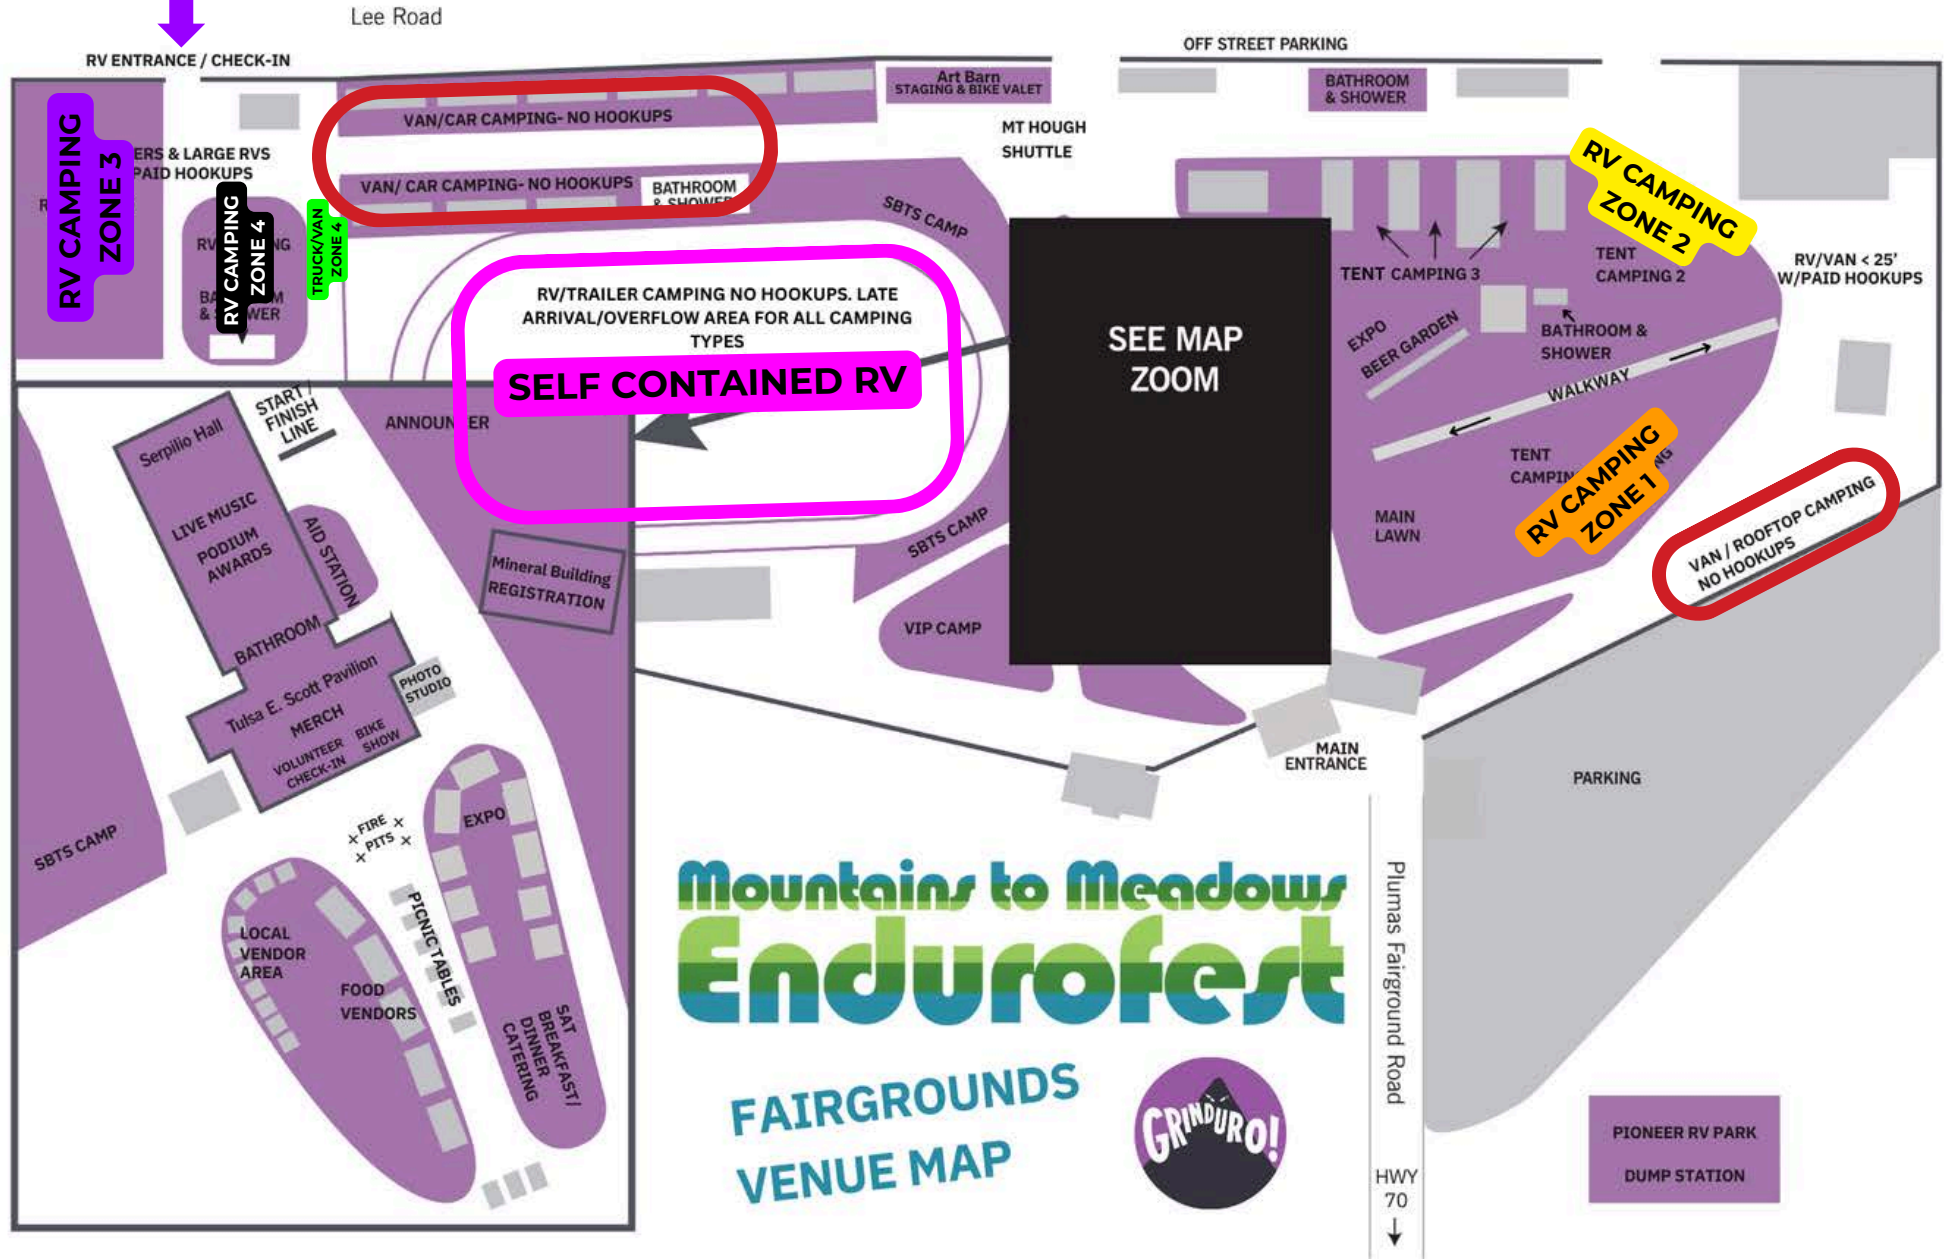 Lee Road
RV ENTRANCE / CHECK-IN
OFF STREET PARKING
RV CAMPING
ZONE 3
ERS & LARGE RVS
PAID HOOKUPS
RV CAMPING
ZONE 4
TRUCK/VAN
ZONE 4
VAN/CAR CAMPING- NO HOOKUPS
VAN/ CAR CAMPING- NO HOOKUPS
BATHROOM
& SHOWER
Art Barn
STAGING & BIKE VALET
MT HOUGH
SHUTTLE
BATHROOM
& SHOWER
SBTS CAMP
RV CAMPING
ZONE 2
TENT CAMPING 3
TENT
CAMPING 2
RV/VAN < 25'
W/PAID HOOKUPS
RV/TRAILER CAMPING NO HOOKUPS. LATE
ARRIVAL/OVERFLOW AREA FOR ALL CAMPING
TYPES
SELF CONTAINED RV
SEE MAP
ZOOM
EXPO
BEER GARDEN
BATHROOM &
SHOWER
WALKWAY
TENT
RV CAMPING
ZONE 1
MAIN
LAWN
VAN / ROOFTOP CAMPING
NO HOOKUPS
START /
FINISH
LINE
ANNOUNCER
Serpilio Hall
LIVE MUSIC
PODIUM
AWARDS
AID STATION
BATHROOM
Mineral Building
REGISTRATION
SBTS CAMP
VIP CAMP
Tulsa E. Scott Pavilion
MERCH
VOLUNTEER
CHECK-IN
BIKE
SHOW
PHOTO
STUDIO
MAIN
ENTRANCE
PARKING
SBTS CAMP
FIRE
PITS
EXPO
PICNIC TABLES
LOCAL
VENDOR
AREA
FOOD
VENDORS
SAT
BREAKFAST/
DINNER
CATERING
Mountains to Meadows
Endurofest
FAIRGROUNDS
VENUE MAP
GRINDURO!
Plumas Fairground Road
HWY
70
PIONEER RV PARK
DUMP STATION